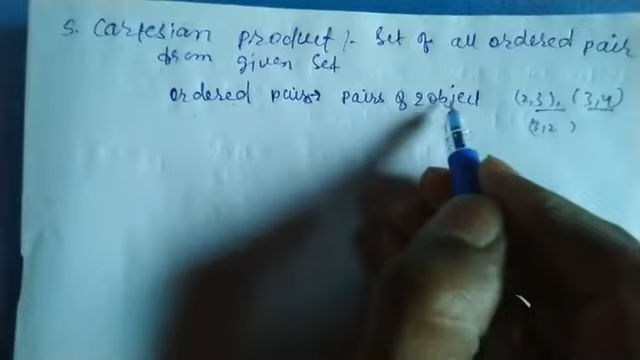 5. Cartesian product :- Set of all ordered pair
from given set
ordered pairs → pairs of 2 object (2,3), (3,4)
(3,2)